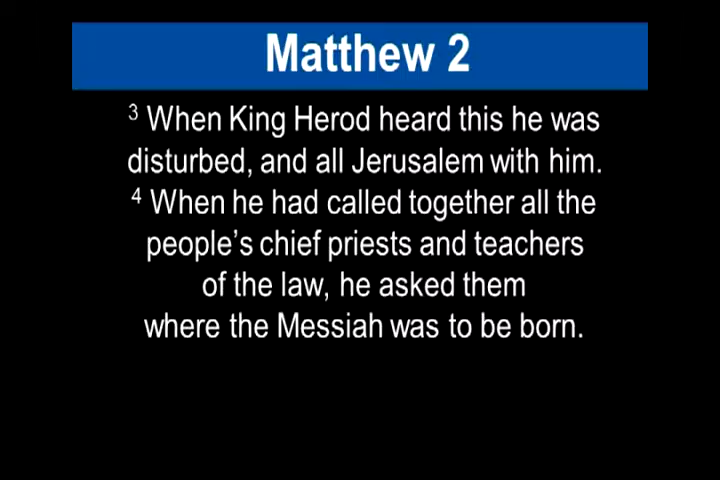 Matthew 2
³ When King Herod heard this he was
disturbed, and all Jerusalem with him.
⁴ When he had called together all the
people’s chief priests and teachers
of the law, he asked them
where the Messiah was to be born.